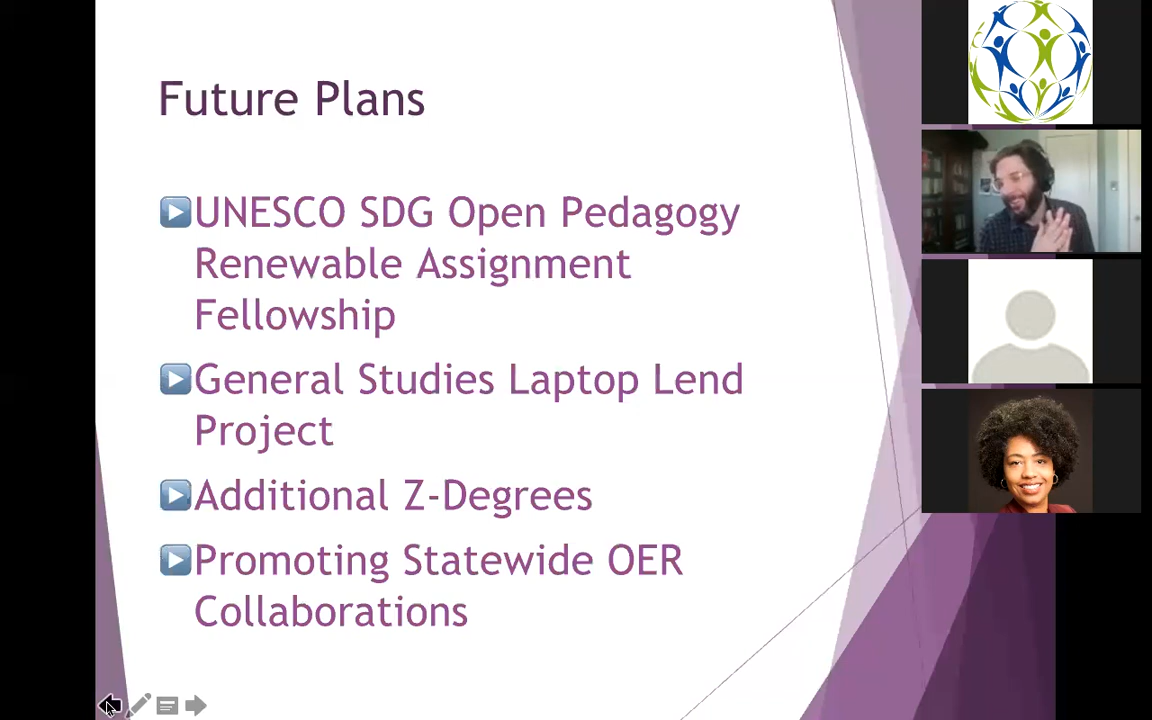 Future Plans
UNESCO SDG Open Pedagogy
Renewable Assignment
Fellowship
General Studies Laptop Lend
Project
Additional Z-Degrees
Promoting Statewide OER
Collaborations